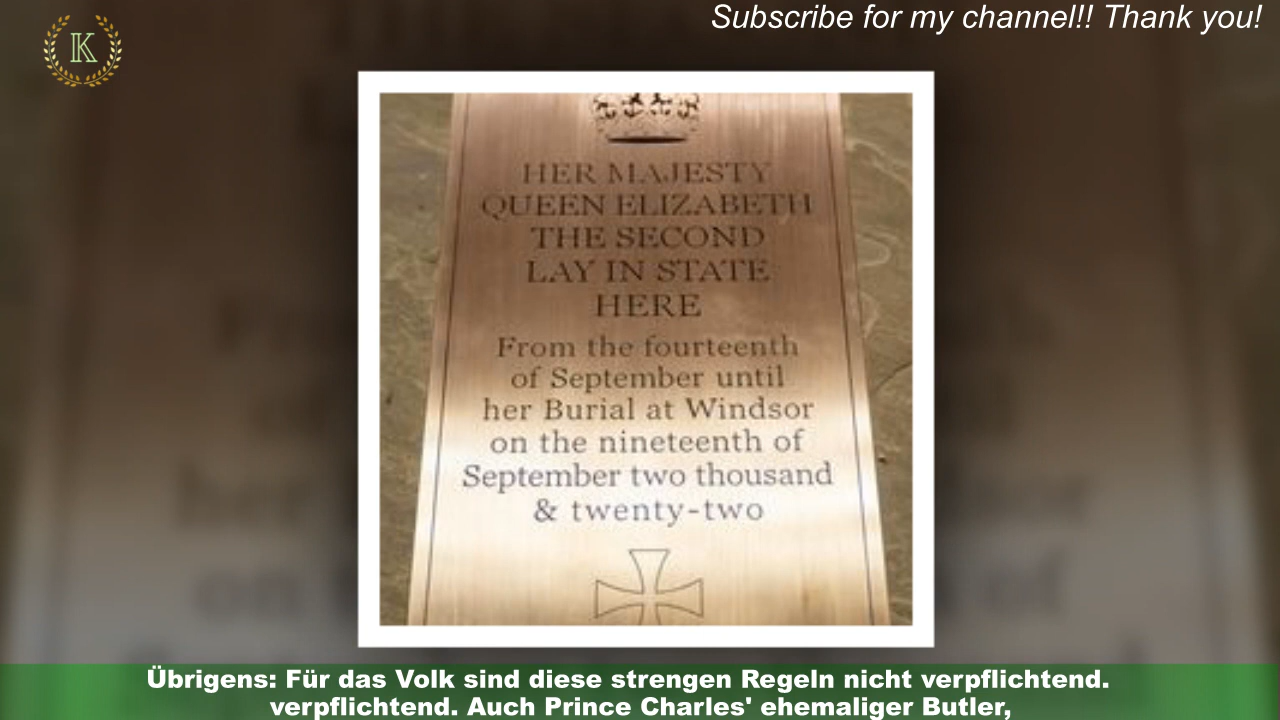 Subscribe for my channel!! Thank you!
K
HER MAJESTY
QUEEN ELIZABETH
THE SECOND
LAY IN STATE
HERE
From the fourteenth
of September until
her Burial at Windsor
on the nineteenth of
September two thousand
& twenty-two
Übrigens: Für das Volk sind diese strengen Regeln nicht verpflichtend.
verpflichtend. Auch Prince Charles' ehemaliger Butler,